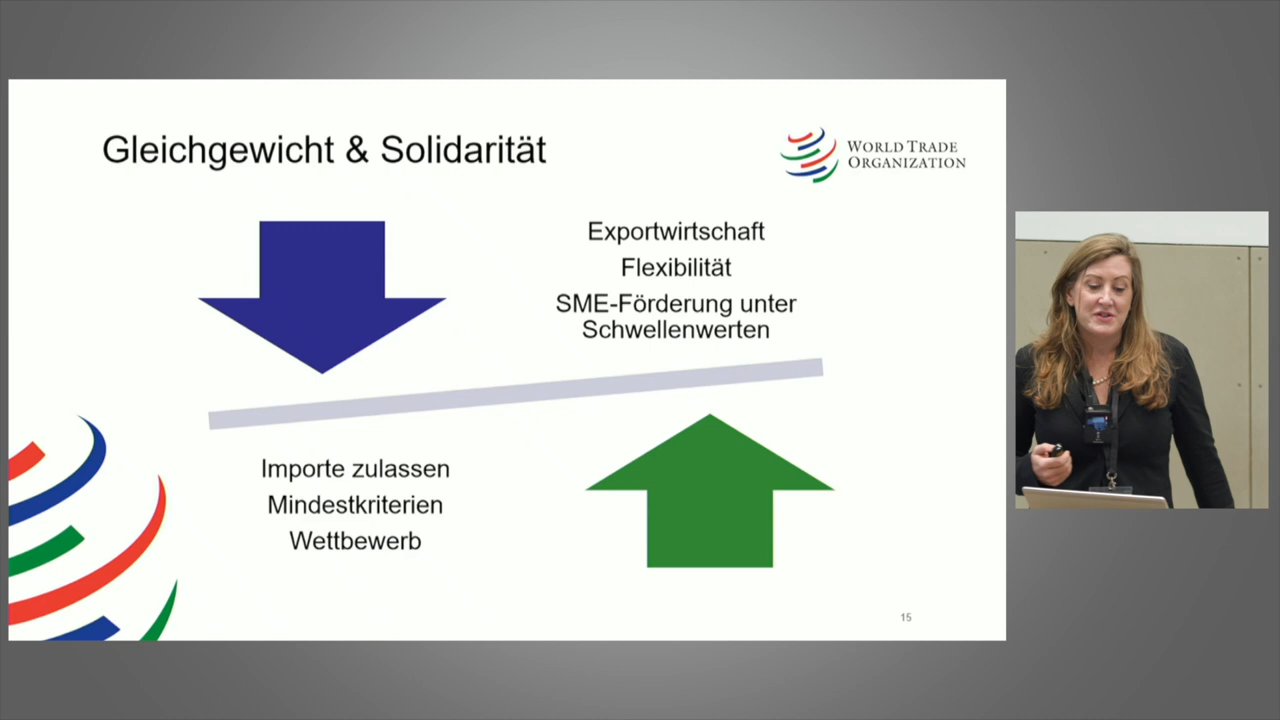 Gleichgewicht & Solidarität
WORLD TRADE
ORGANIZATION
Exportwirtschaft
Flexibilität
SME-Förderung unter
Schwellenwerten
Importe zulassen
Mindestkriterien
Wettbewerb
15